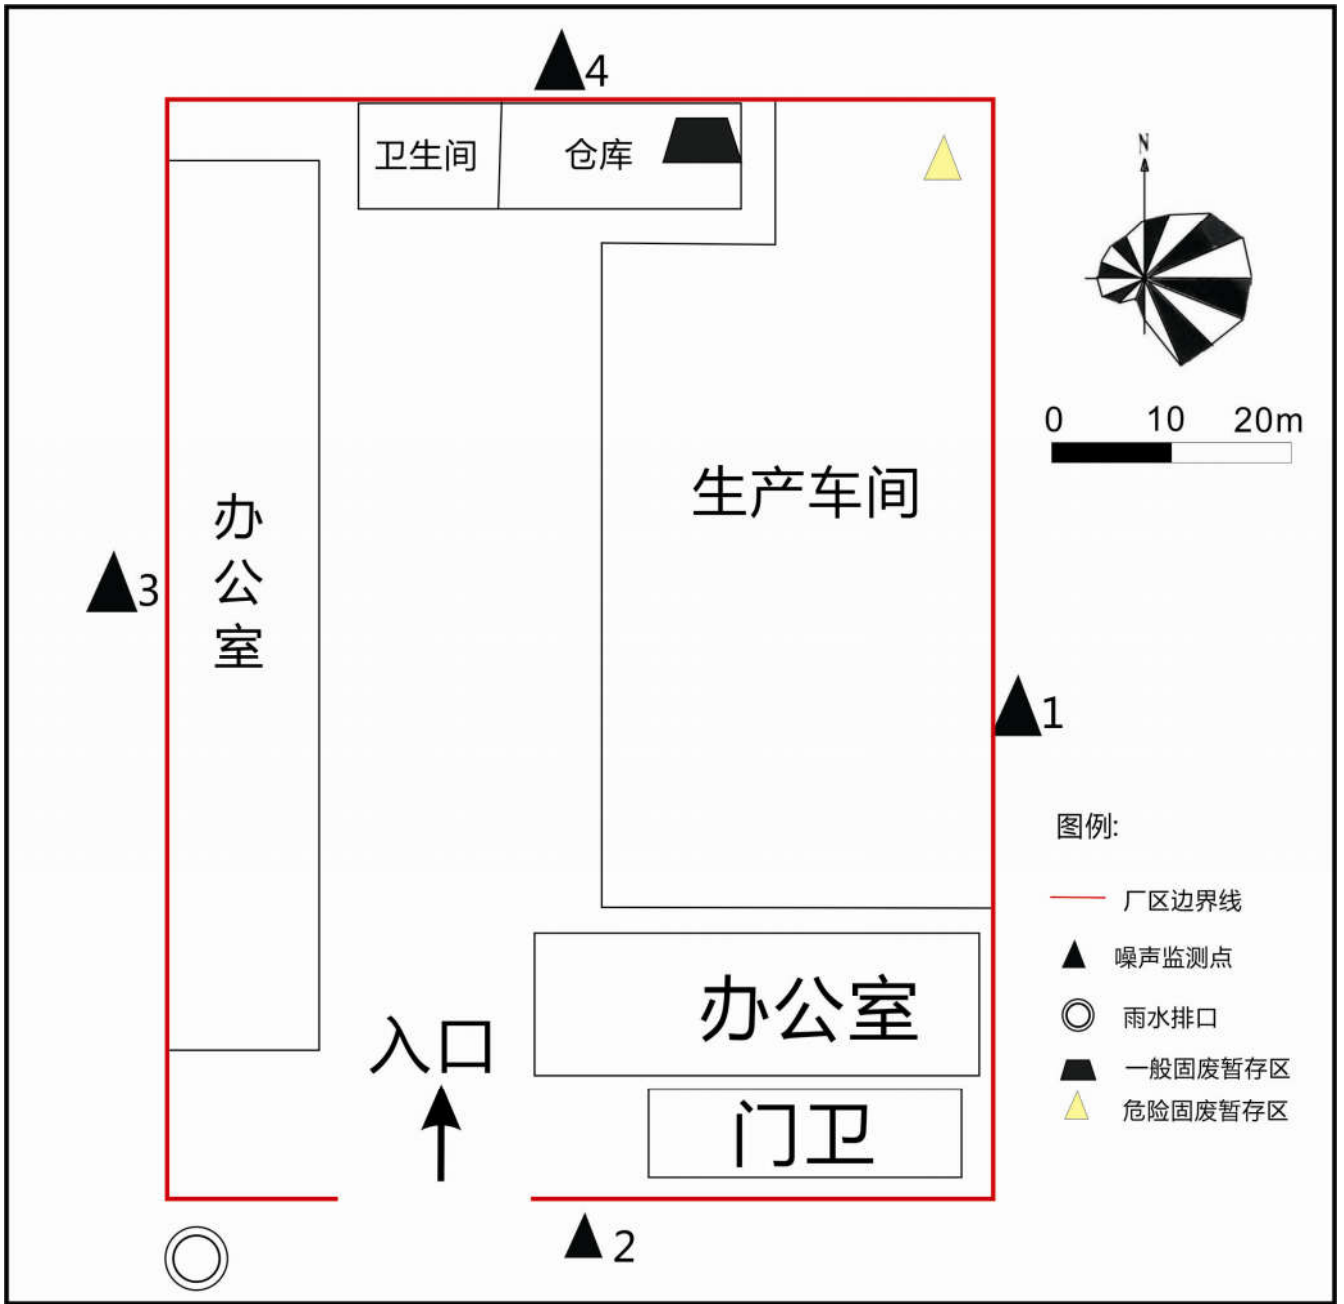 4
卫生间
仓库
N
0 10 20m
生产车间
办公室
3
1
图例:
厂区边界线
噪声监测点
雨水排口
一般固废暂存区
危险固废暂存区
办公室
入口
门卫
2